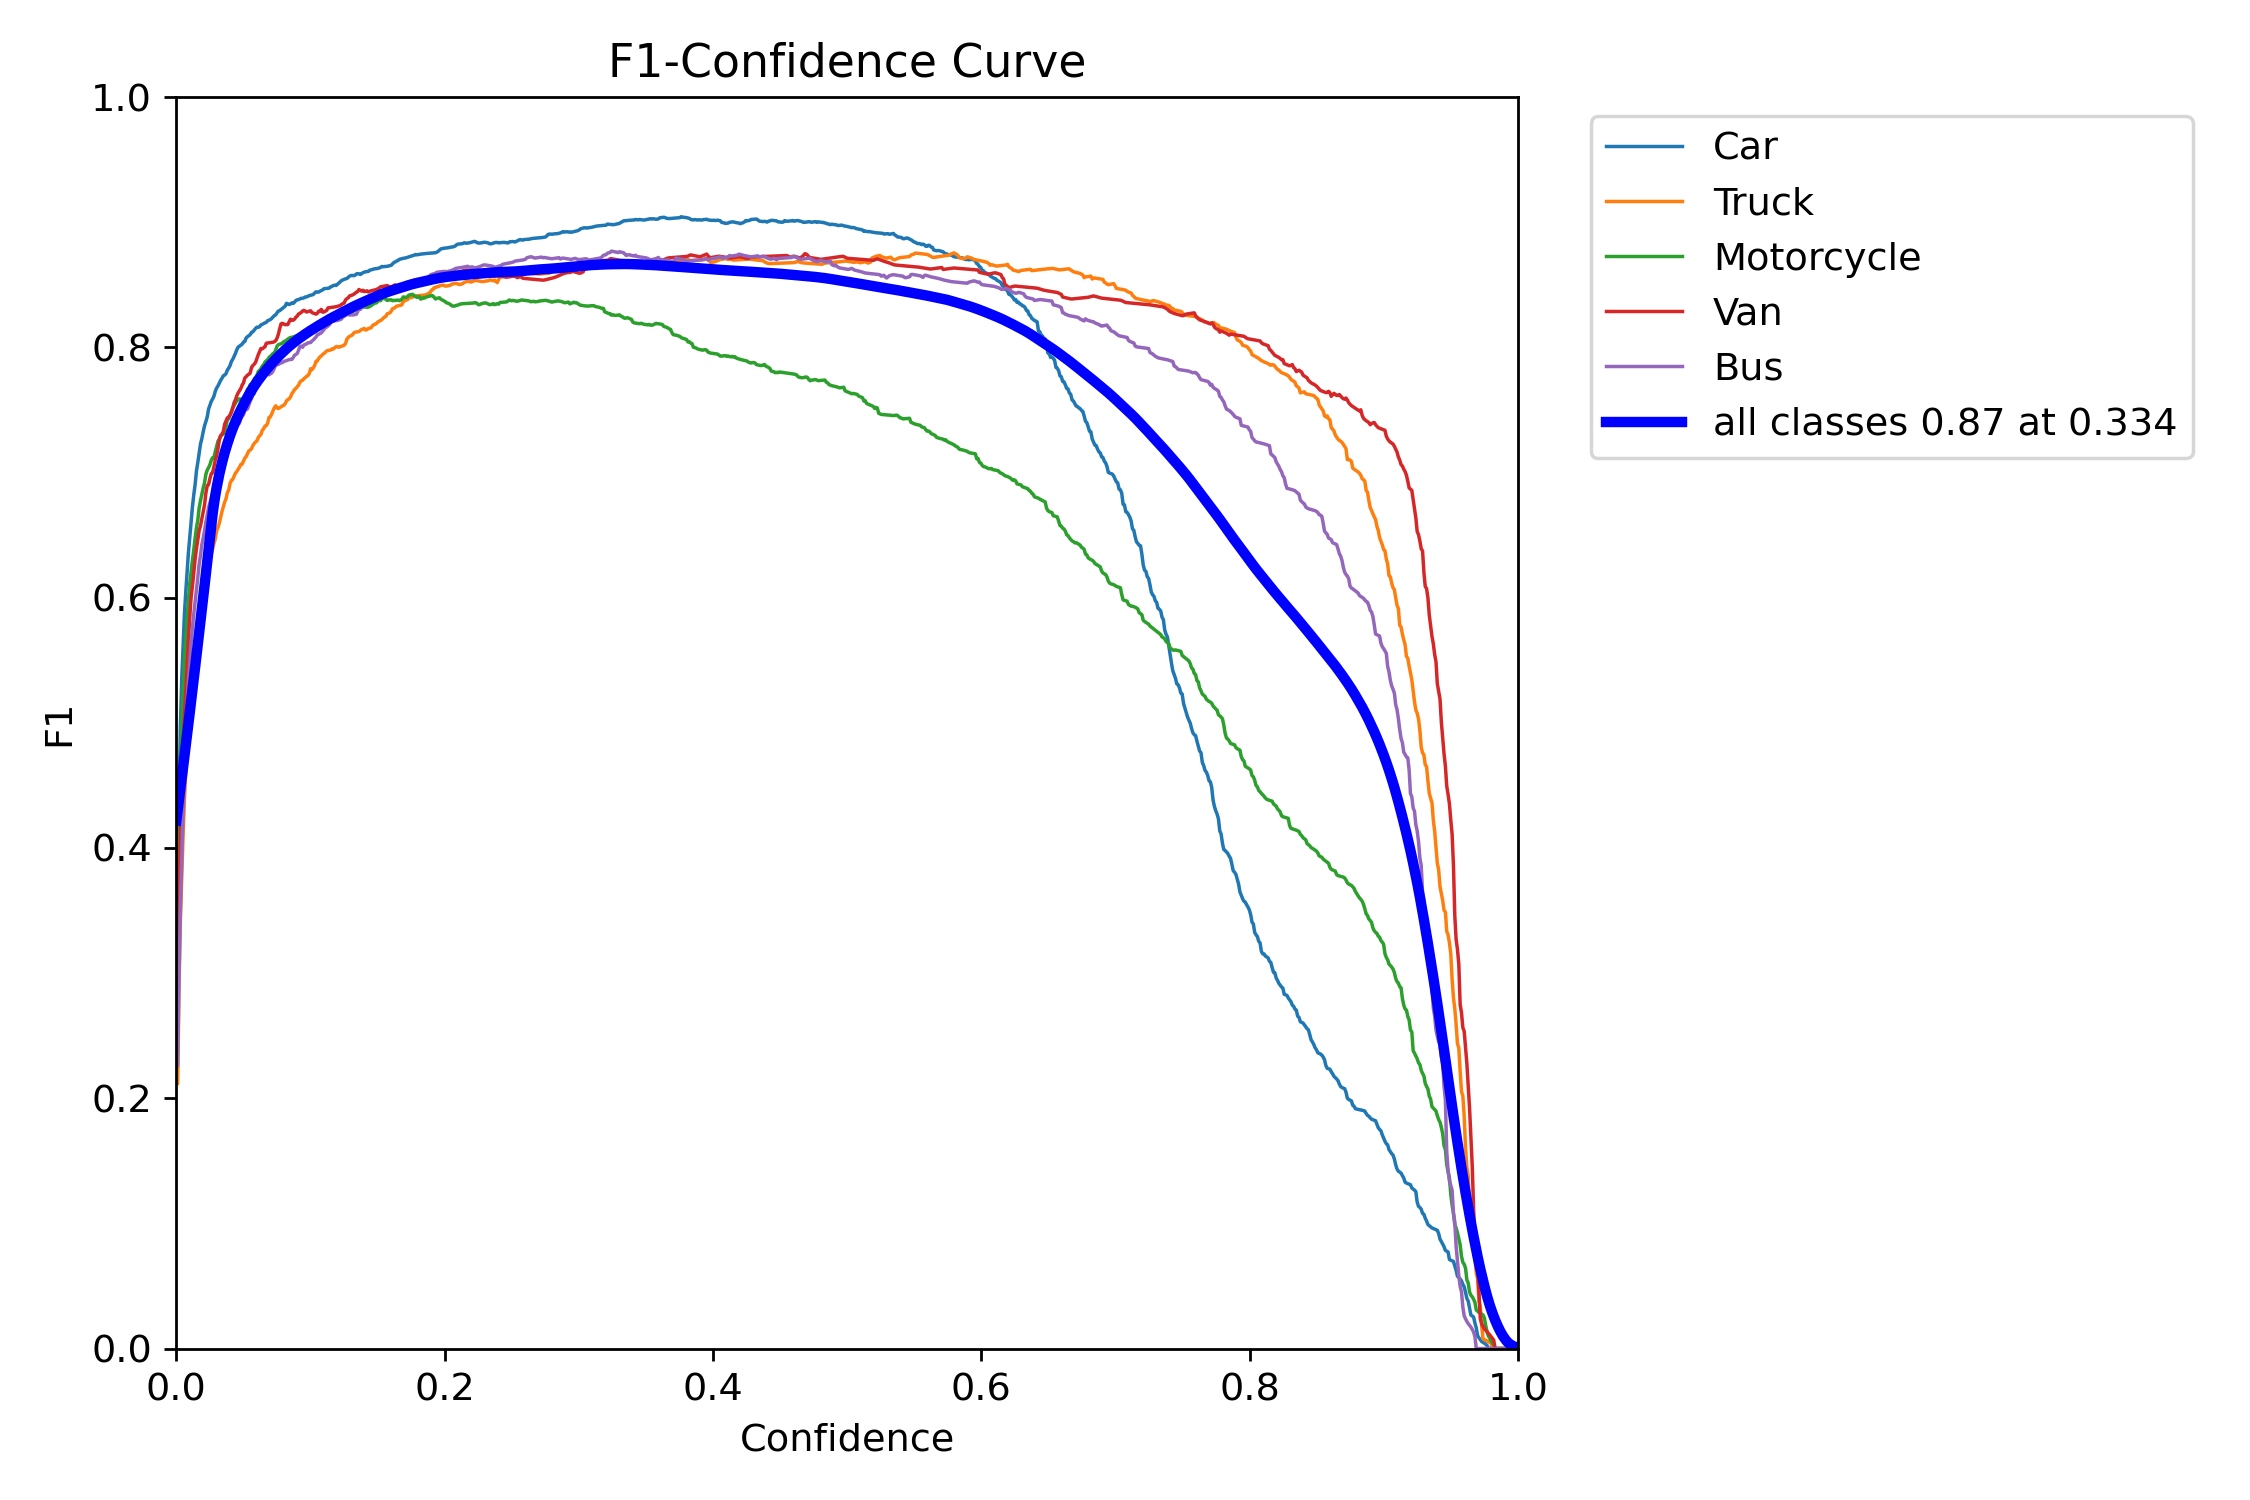 F1-Confidence Curve
1.0
0.8
0.6
0.4
0.2
0.0
F1
0.0 0.2 0.4 0.6 0.8 1.0
Confidence
Car
Truck
Motorcycle
Van
Bus
all classes 0.87 at 0.334